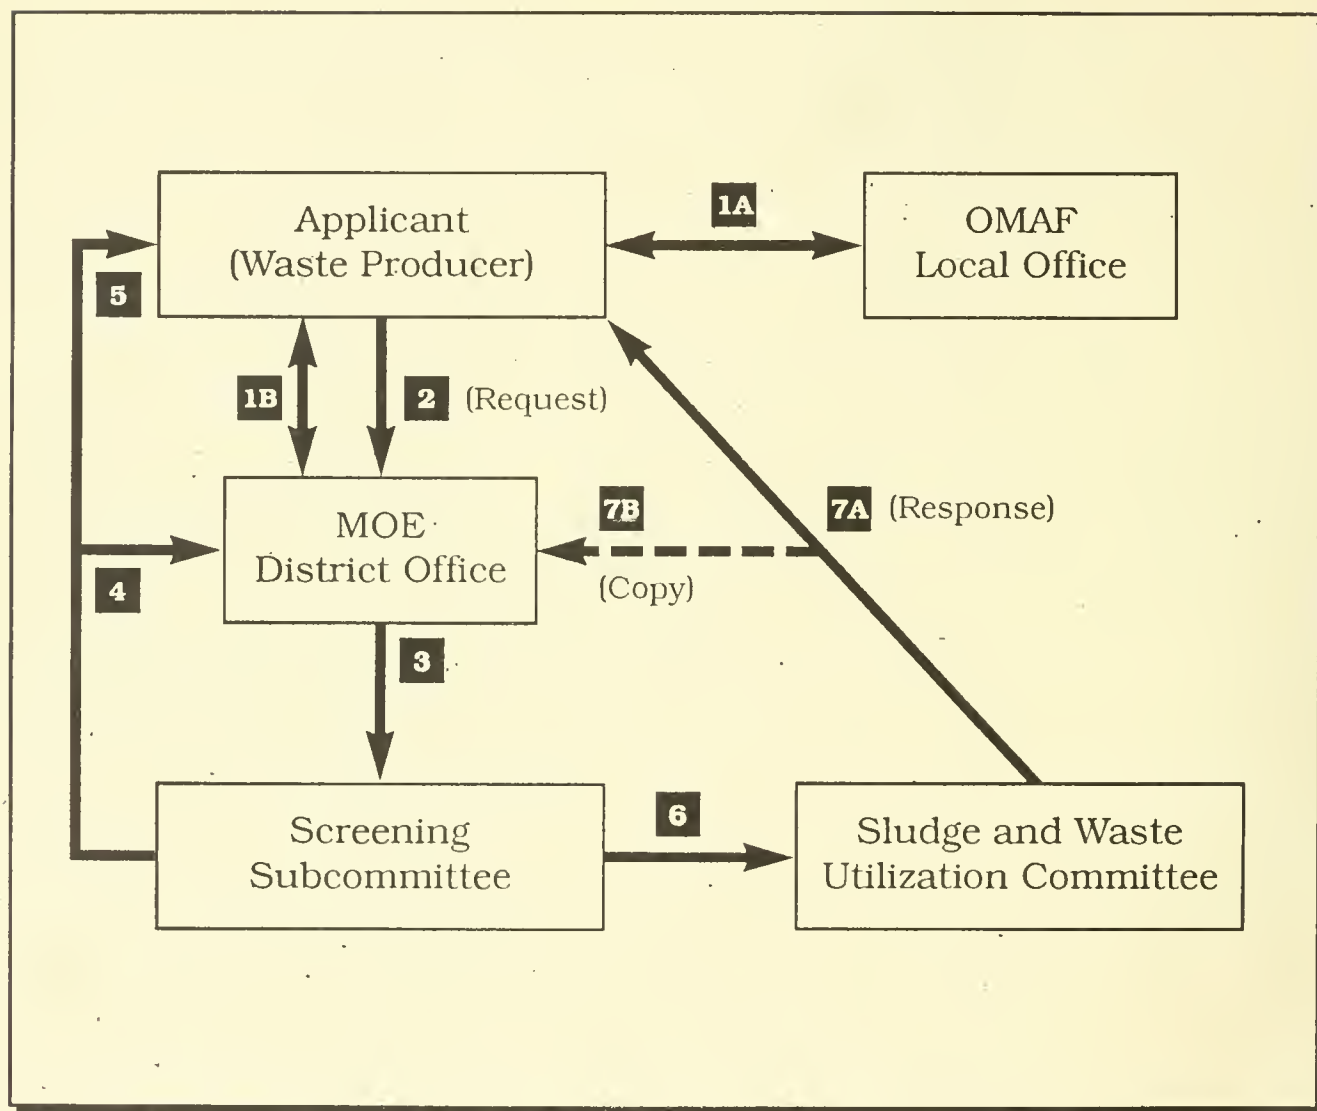 Applicant
(Waste Producer)
1A
OMAF
Local Office
5
1B
2 (Request)
MOE
District Office
7B
(Copy)
7A (Response)
4
3
Screening
Subcommittee
6
Sludge and Waste
Utilization Committee